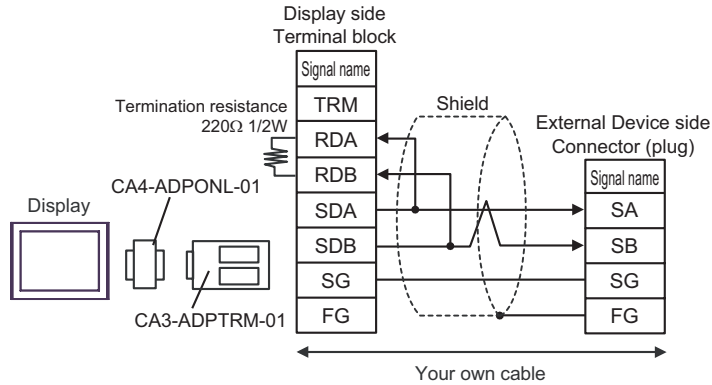 Display side
Terminal block
Signal name
TRM
RDA
RDB
SDA
SDB
SG
FG
Termination resistance
220Ω 1/2W
Shield
External Device side
Connector (plug)
Signal name
SA
SB
SG
FG
Display
CA4-ADPONL-01
CA3-ADPTRM-01
Your own cable